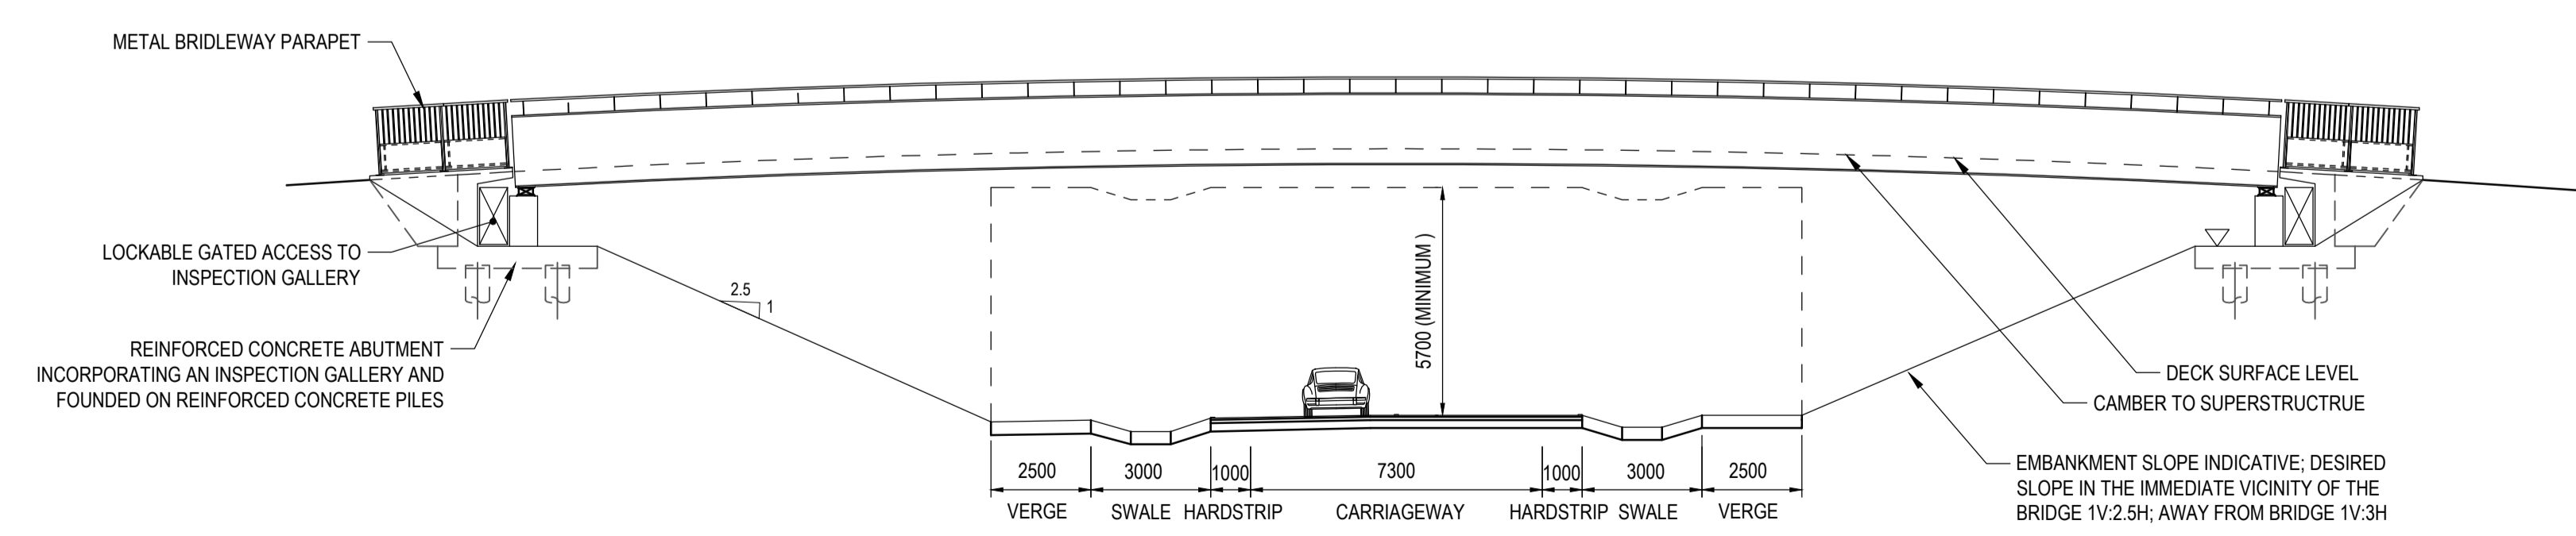 METAL BRIDLEWAY PARAPET
LOCKABLE GATED ACCESS TO
INSPECTION GALLERY
2.5
1
REINFORCED CONCRETE ABUTMENT
INCORPORATING AN INSPECTION GALLERY AND
FOUNDED ON REINFORCED CONCRETE PILES
5700 (MINIMUM )
DECK SURFACE LEVEL
CAMBER TO SUPERSTRUCTRUE
EMBANKMENT SLOPE INDICATIVE; DESIRED
SLOPE IN THE IMMEDIATE VICINITY OF THE
BRIDGE 1V:2.5H; AWAY FROM BRIDGE 1V:3H
2500 3000 1000 7300 1000 3000 2500
VERGE SWALE HARDSTRIP CARRIAGEWAY HARDSTRIP SWALE VERGE